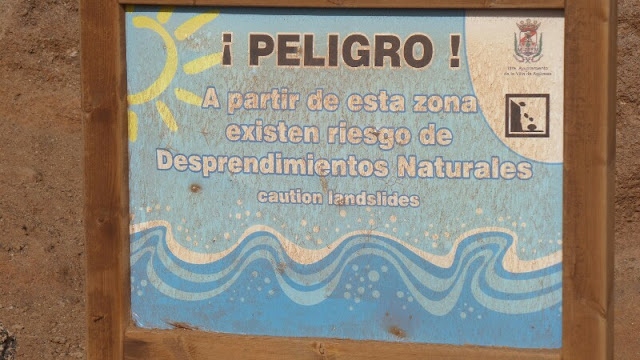 ¡ PELIGRO !
A partir de esta zona
existen riesgo de
Desprendimientos Naturales
caution landslides